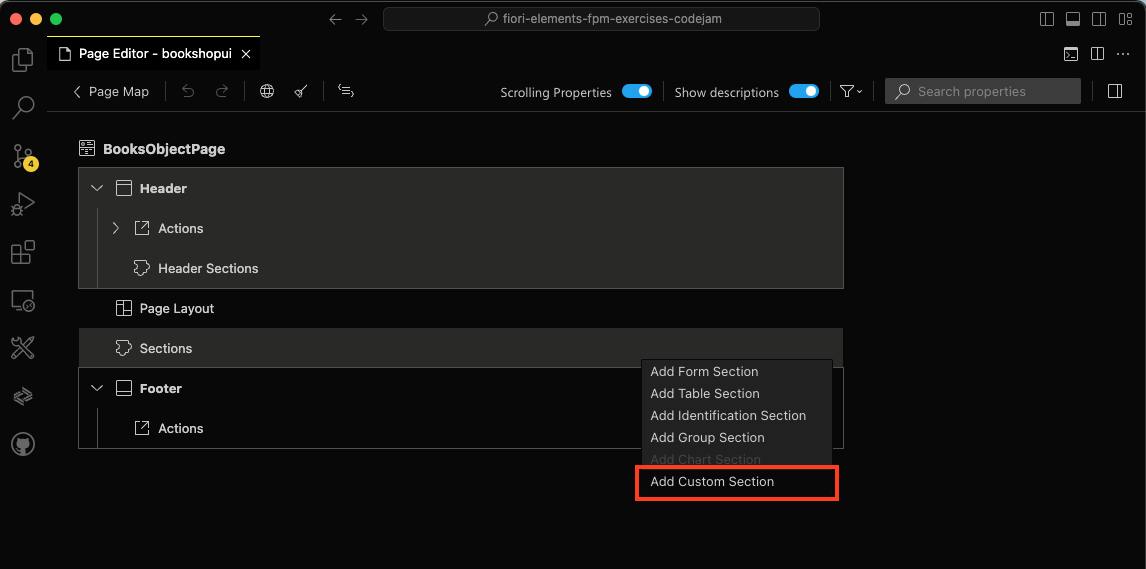 fiori-elements-fpm-exercises-codejam
Page Editor - bookshopui
Page Map
Scrolling Properties
Show descriptions
Search properties
4
BooksObjectPage
Header
Actions
Header Sections
Page Layout
Sections
Footer
Actions
Add Form Section
Add Table Section
Add Identification Section
Add Group Section
Add Chart Section
Add Custom Section